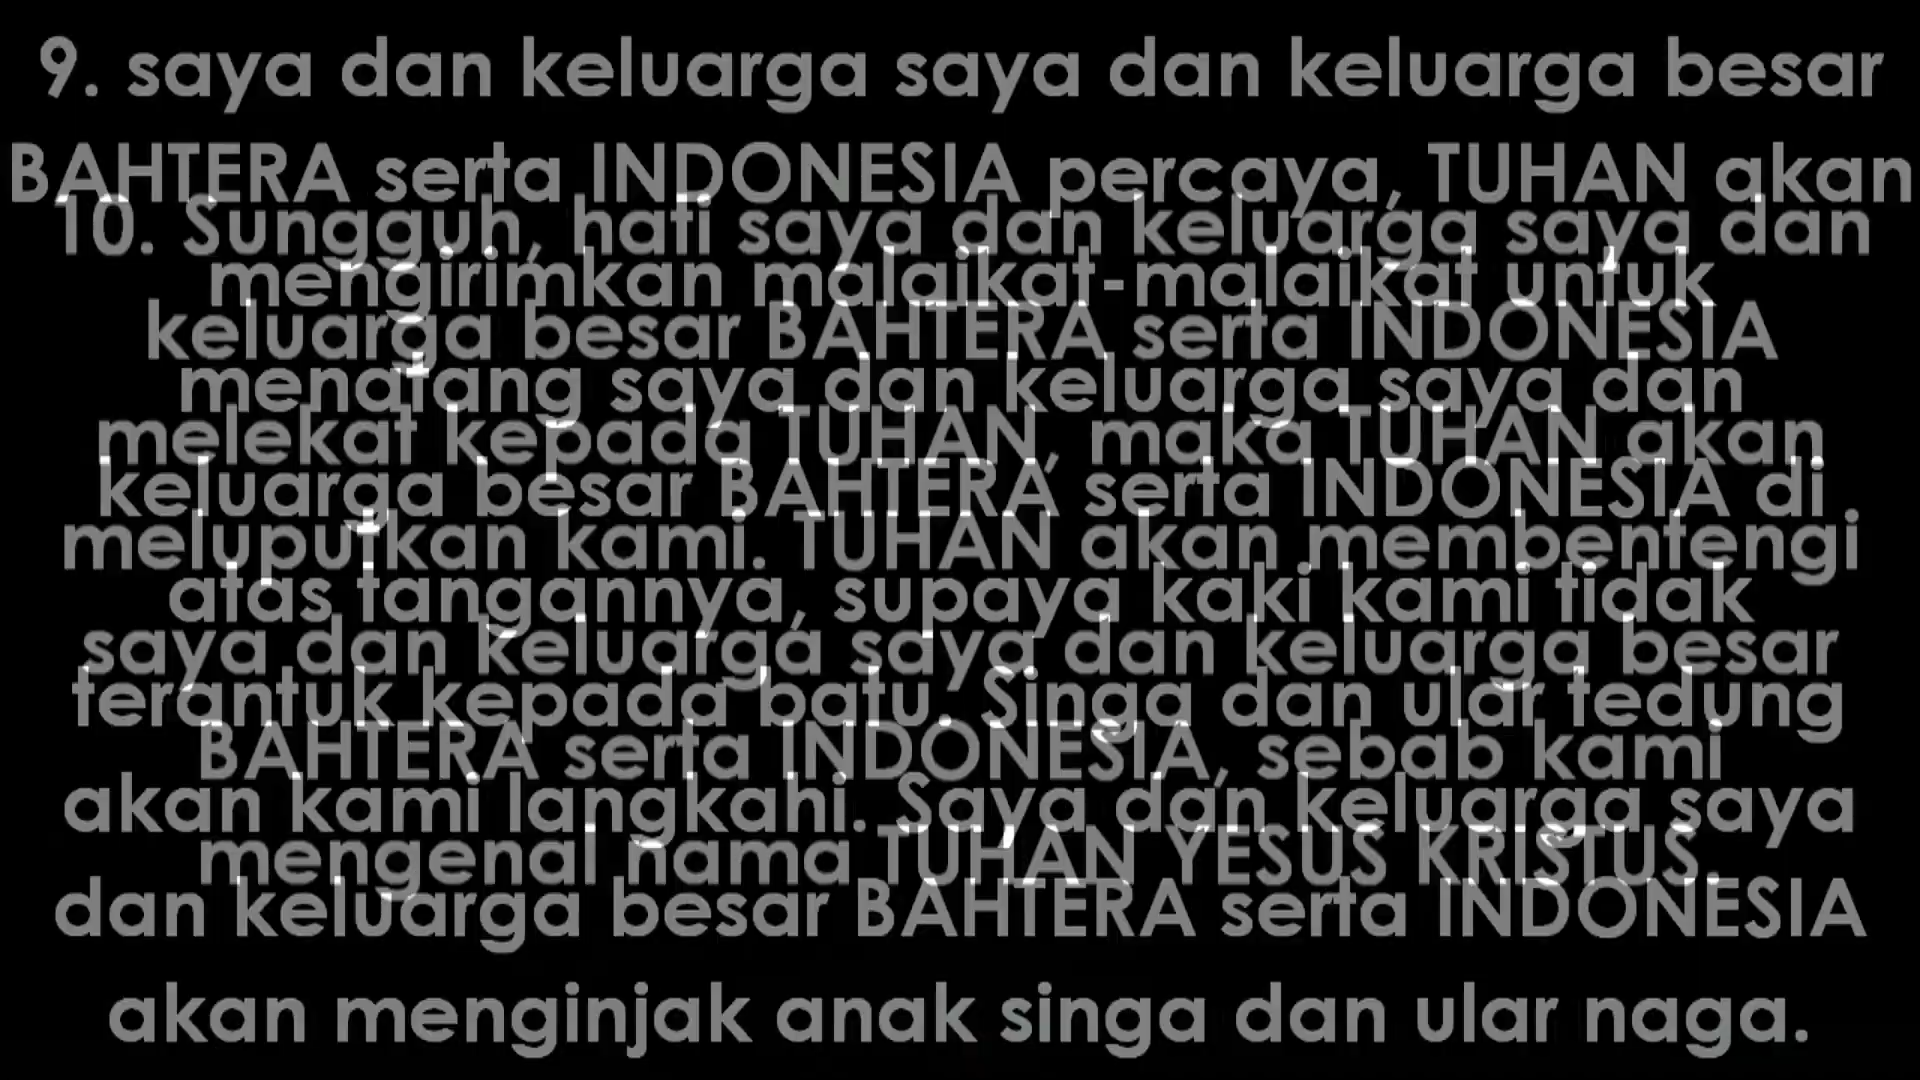 9. saya dan keluarga saya dan keluarga besar
BAHTERA serta INDONESIA percaya, TUHAN akan
mengirimkan malaikat-malaikat untuk
menatang saya dan keluarga saya dan
keluarga besar BAHTERA serta INDONESIA di
atas tangannya, supaya kaki kami tidak
terantuk kepada batu. Singa dan ular tedung
akan kami langkahi. Saya dan keluarga saya
dan keluarga besar BAHTERA serta INDONESIA
akan menginjak anak singa dan ular naga.
10. Sungguh, hati saya dan keluarga saya dan
keluarga besar BAHTERA serta INDONESIA
melekat kepada TUHAN, maka TUHAN akan
meluputkan kami. TUHAN akan membentengi
saya dan keluarga saya dan keluarga besar
BAHTERA serta INDONESIA, sebab kami
mengenal nama TUHAN YESUS KRISTUS.